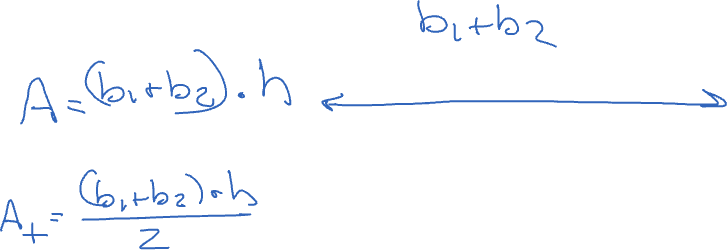 b₁+b₂
A=(b₁+b₂)·h
A₊=(b₁+b₂)·h
2